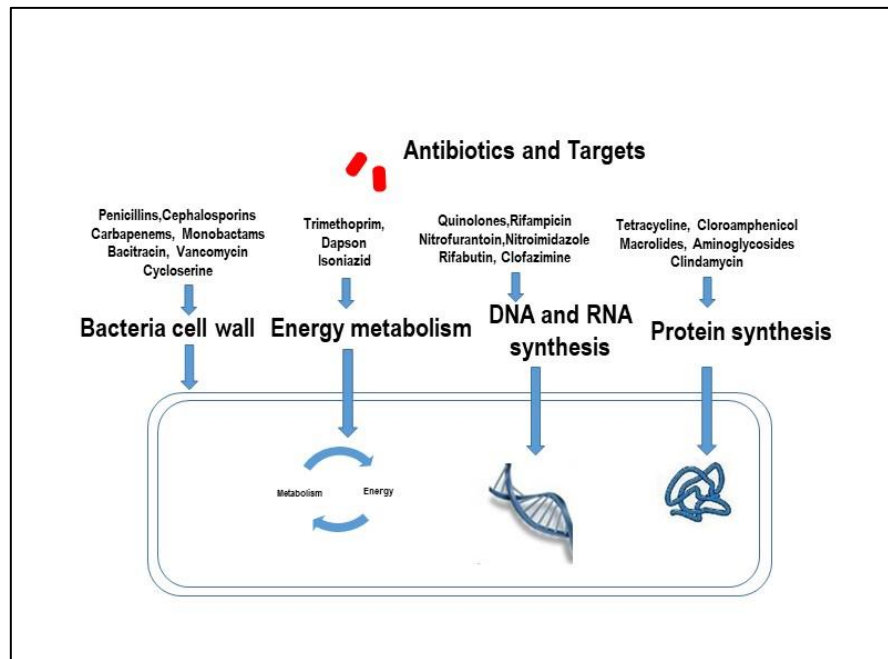 Antibiotics and Targets
Penicillins,Cephalosporins
Carbapenems, Monobactams
Bacitracin, Vancomycin
Cycloserine
Trimethoprim,
Dapson
Isoniazid
Quinolones,Rifampicin
Nitrofurantoin,Nitroimidazole
Rifabutin, Clofazimine
Tetracycline, Cloroamphenicol
Macrolides, Aminoglycosides
Clindamycin
Bacteria cell wall
Energy metabolism
DNA and RNA
synthesis
Protein synthesis
Metabolism
Energy